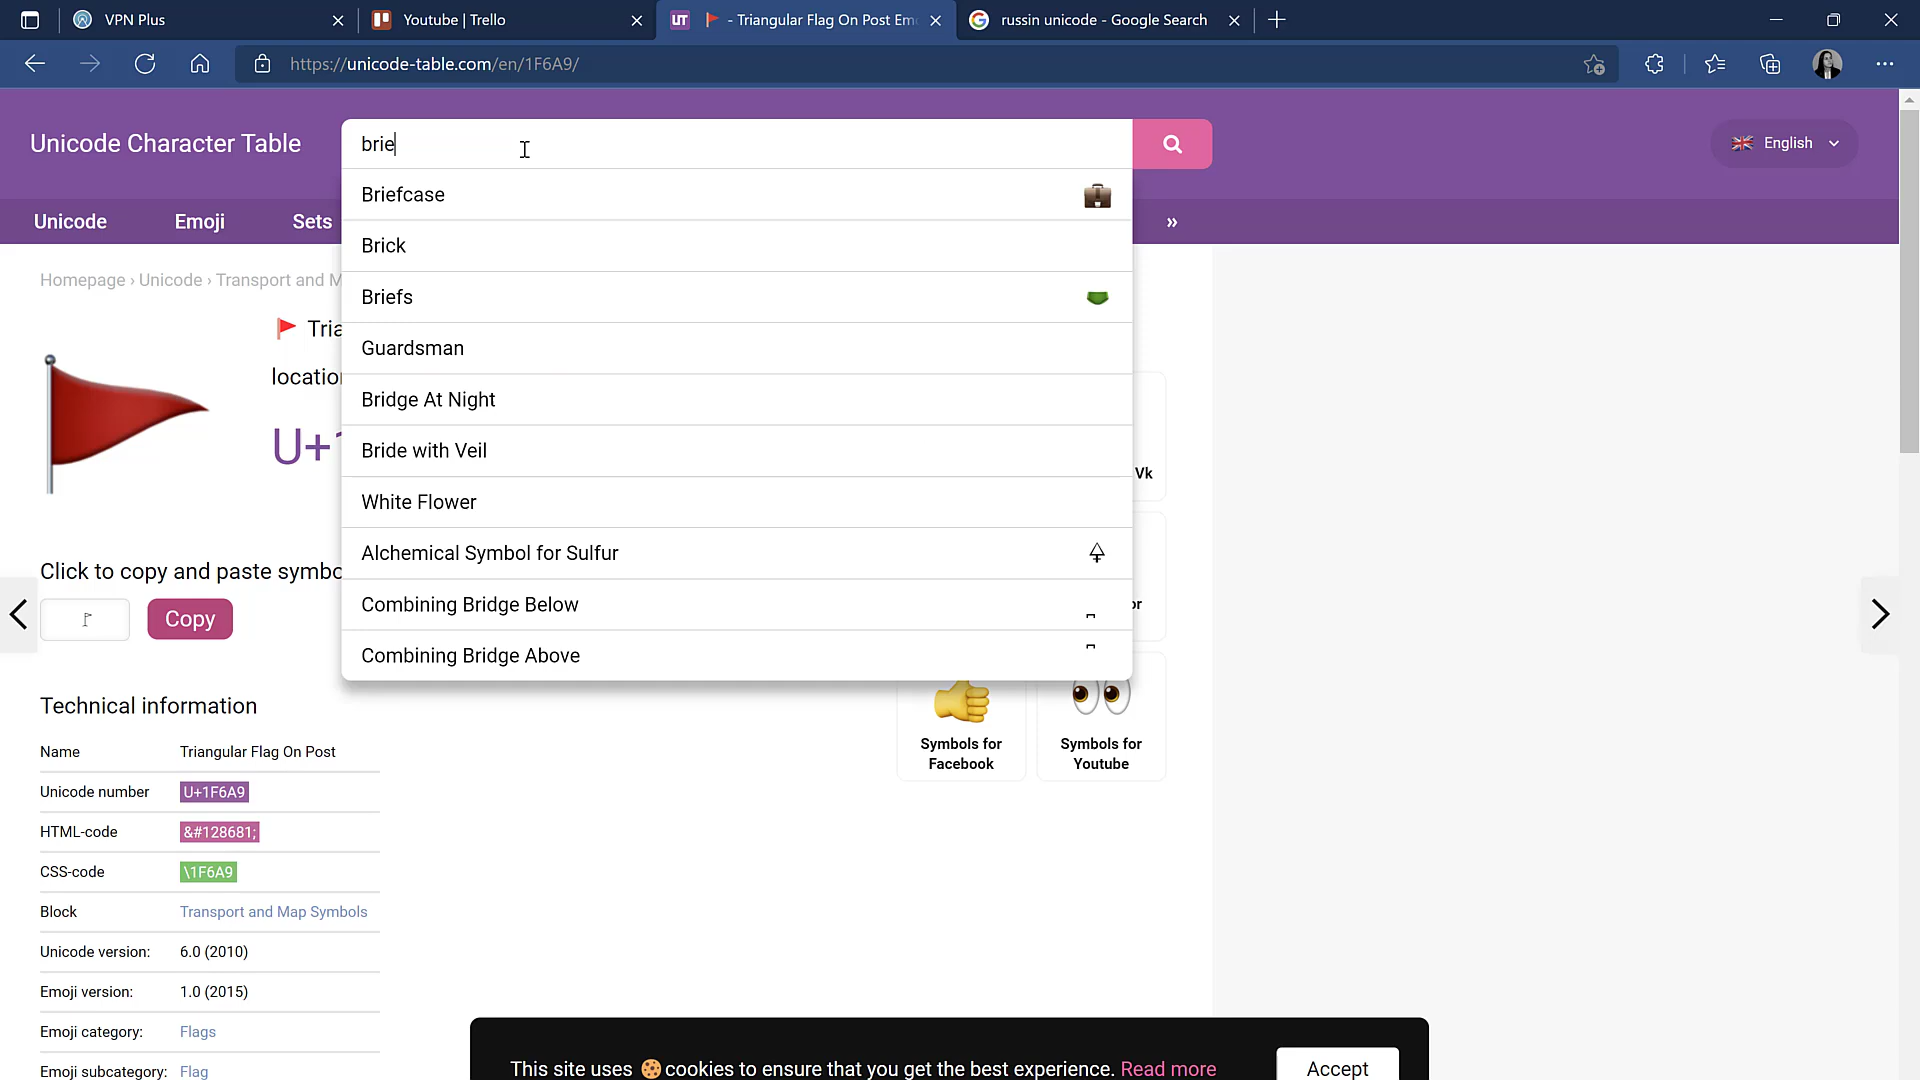 VPN Plus
Youtube | Trello
UT
- Triangular Flag On Post Em
russin unicode - Google Search
https://unicode-table.com/en/1F6A9/
Unicode Character Table
brie
English
Unicode
Emoji
Sets
»
Briefcase
Brick
Briefs
Guardsman
Bridge At Night
Bride with Veil
White Flower
Alchemical Symbol for Sulfur
Combining Bridge Below
Combining Bridge Above
Homepage › Unicode › Transport and M
Tria
location
U+1
Vk
or
Click to copy and paste symbo
Copy
Symbols for
Facebook
Symbols for
Youtube
Technical information
Name Triangular Flag On Post
Unicode number U+1F6A9
HTML-code &#128681;
CSS-code \1F6A9
Block Transport and Map Symbols
Unicode version: 6.0 (2010)
Emoji version: 1.0 (2015)
Emoji category: Flags
Emoji subcategory: Flag
This site uses 🍪 cookies to ensure that you get the best experience. Read more
Accept